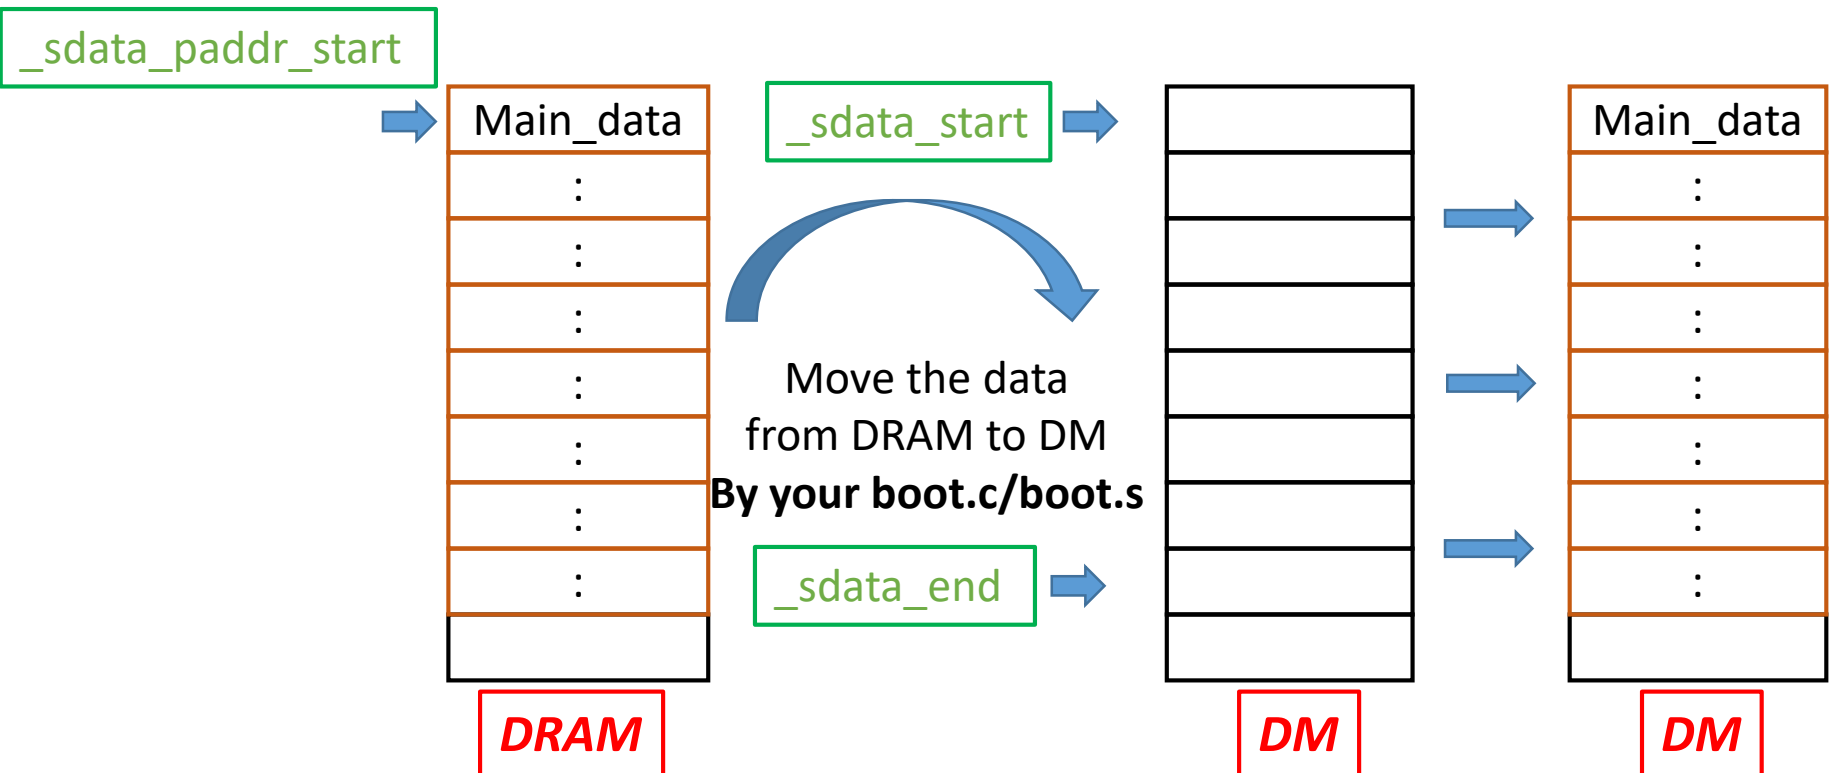 _sdata_paddr_start
Main_data
:
:
:
:
:
:
:
DRAM
_sdata_start
Move the data
from DRAM to DM
By your boot.c/boot.s
_sdata_end
DM
Main_data
:
:
:
:
:
:
:
DM